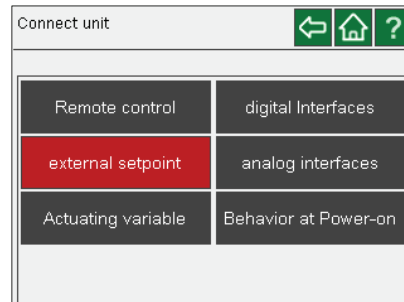 Connect unit
?
Remote control
digital Interfaces
external setpoint
analog interfaces
Actuating variable
Behavior at Power-on